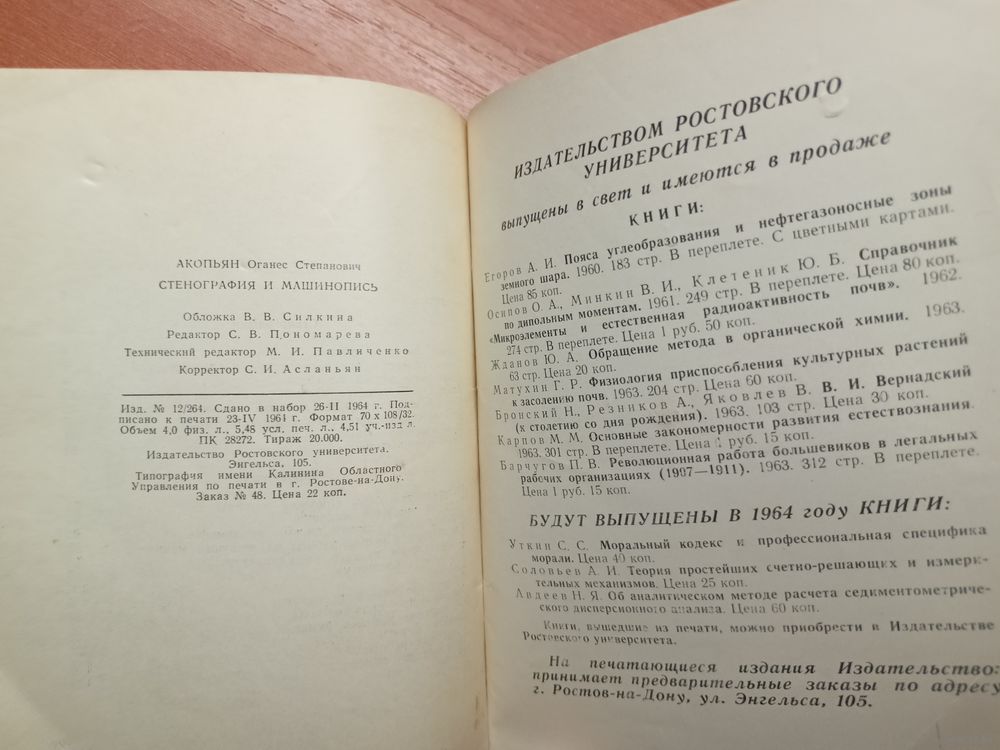 АКОПЬЯН Оганес Степанович
СТЕНОГРАФИЯ И МАШИНОПИСЬ
Обложка В. В. Силкина
Редактор С. В. Пономарева
Технический редактор М. И. Павличенко
Корректор С. И. Асланьян
Изд. № 12/264. Сдано в набор 26-II 1964 г. Под-
писано к печати 23-IV 1964 г. Формат 70 х 108/32.
Объем 4,0 физ. л., 5,48 усл. печ. л., 4,51 уч.-изд л.
ПК 28272. Тираж 20.000.
Издательство Ростовского университета.
Энгельса, 105.
Типография имени Калинина Областного
Управления по печати в г. Ростове-на-Дону.
Заказ № 48. Цена 22 коп.
ИЗДАТЕЛЬСТВОМ РОСТОВСКОГО
УНИВЕРСИТЕТА
выпущены в свет и имеются в продаже
КНИГИ:
Егоров А. И. Пояса углеобразования и нефтегазоносные зоны
земного шара. 1960. 183 стр. В переплете. С цветными картами.
Цена 85 коп.
Осипов О. А., Минкин В. И., Клетеник Ю. Б. Справочник
по дипольным моментам. 1961. 249 стр. В переплете. Цена 80 коп.
«Микроэлементы и естественная радиоактивность почв». 1962.
274 стр. В переплете. Цена 1 руб. 50 коп.
Жданов Ю. А. Обращение метода в органической химии. 1963.
63 стр. Цена 20 коп.
Матухин Г. Р. Физиология приспособления культурных растений
к засолению почв. 1963. 204 стр. Цена 60 коп.
Бронский Н., Резников А., Яковлев В. В. И. Вернадский
(к столетию со дня рождения). 1963. 103 стр. Цена 30 коп.
Карпов М. М. Основные закономерности развития естествознания.
1963. 301 стр. В переплете. Цена 1 руб. 15 коп.
Барчугов П. В. Революционная работа большевиков в легальных
рабочих организациях (1907—1911). 1963. 312 стр. В переплете.
Цена 1 руб. 15 коп.
БУДУТ ВЫПУЩЕНЫ В 1964 году КНИГИ:
Уткин С. С. Моральный кодекс и профессиональная специфика
морали. Цена 40 коп.
Соловьев А. И. Теория простейших счетно-решающих и измери-
тельных механизмов. Цена 25 коп.
Авдеев Н. Я. Об аналитическом методе расчета седиментометриче-
ского дисперсионного анализа. Цена 60 коп.
Книги, вышедшие из печати, можно приобрести в Издательстве
Ростовского университета.
На печатающиеся издания Издательство
принимает предварительные заказы по адресу:
г. Ростов-на-Дону, ул. Энгельса, 105.